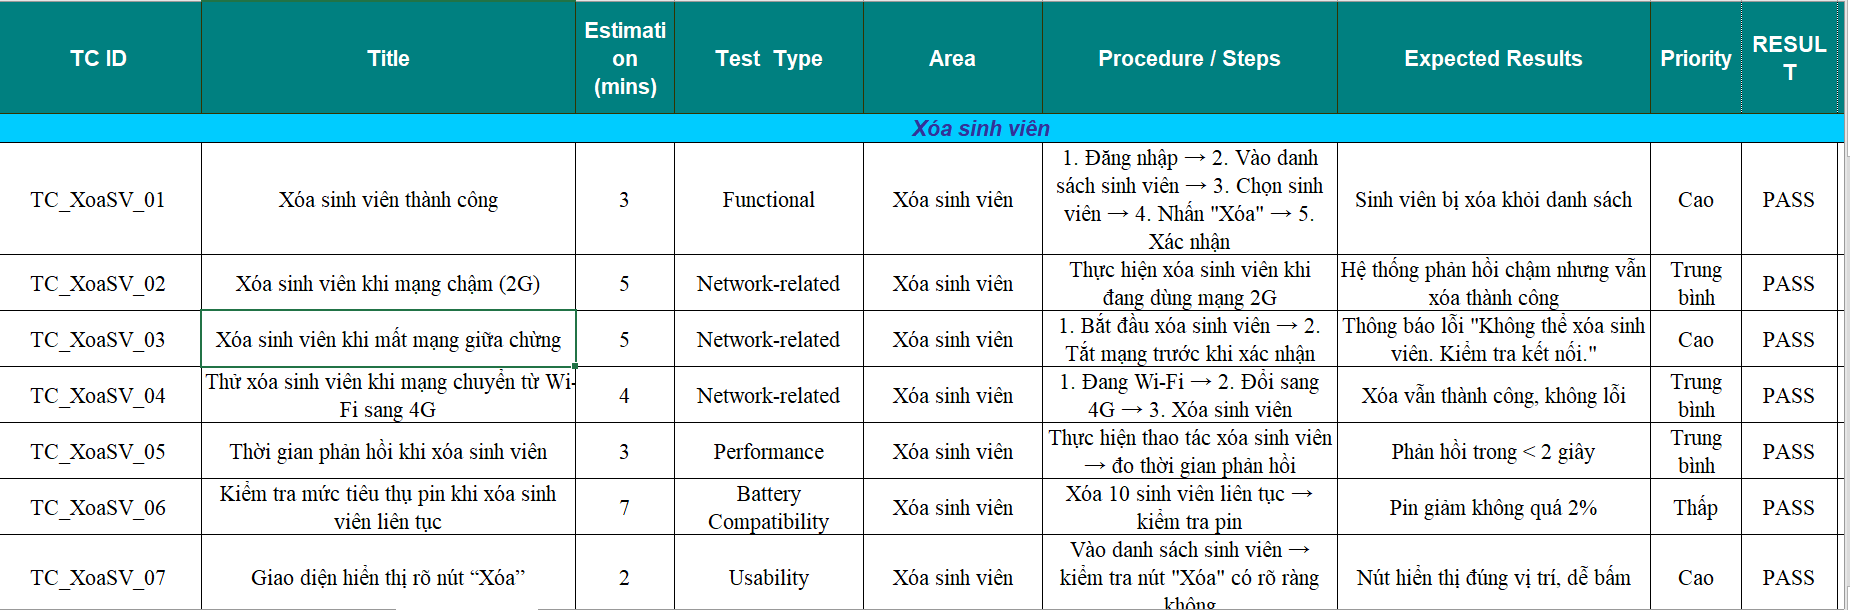 TC ID
Title
Estimati
on
(mins)
Test Type
Area
Procedure / Steps
Expected Results
Priority
RESUL
T
Xóa sinh viên
TC_XoaSV_01
Xóa sinh viên thành công
3
Functional
Xóa sinh viên
1. Đăng nhập → 2. Vào danh
sách sinh viên → 3. Chọn sinh
viên → 4. Nhấn "Xóa" → 5.
Xác nhận
Sinh viên bị xóa khỏi danh sách
Cao
PASS
TC_XoaSV_02
Xóa sinh viên khi mạng chậm (2G)
5
Network-related
Xóa sinh viên
Thực hiện xóa sinh viên khi
đang dùng mạng 2G
Hệ thống phản hồi chậm nhưng vẫn
xóa thành công
Trung
bình
PASS
TC_XoaSV_03
Xóa sinh viên khi mất mạng giữa chừng
5
Network-related
Xóa sinh viên
1. Bắt đầu xóa sinh viên → 2.
Tắt mạng trước khi xác nhận
Thông báo lỗi "Không thể xóa sinh
viên. Kiểm tra kết nối."
Cao
PASS
TC_XoaSV_04
Thử xóa sinh viên khi mạng chuyển từ Wi-
Fi sang 4G
4
Network-related
Xóa sinh viên
1. Đang Wi-Fi → 2. Đổi sang
4G → 3. Xóa sinh viên
Xóa vẫn thành công, không lỗi
Trung
bình
PASS
TC_XoaSV_05
Thời gian phản hồi khi xóa sinh viên
3
Performance
Xóa sinh viên
Thực hiện thao tác xóa sinh viên
→ đo thời gian phản hồi
Phản hồi trong < 2 giây
Trung
bình
PASS
TC_XoaSV_06
Kiểm tra mức tiêu thụ pin khi xóa sinh
viên liên tục
7
Battery
Compatibility
Xóa sinh viên
Xóa 10 sinh viên liên tục →
kiểm tra pin
Pin giảm không quá 2%
Thấp
PASS
TC_XoaSV_07
Giao diện hiển thị rõ nút “Xóa”
2
Usability
Xóa sinh viên
Vào danh sách sinh viên →
kiểm tra nút "Xóa" có rõ ràng
không
Nút hiển thị đúng vị trí, dễ bấm
Cao
PASS